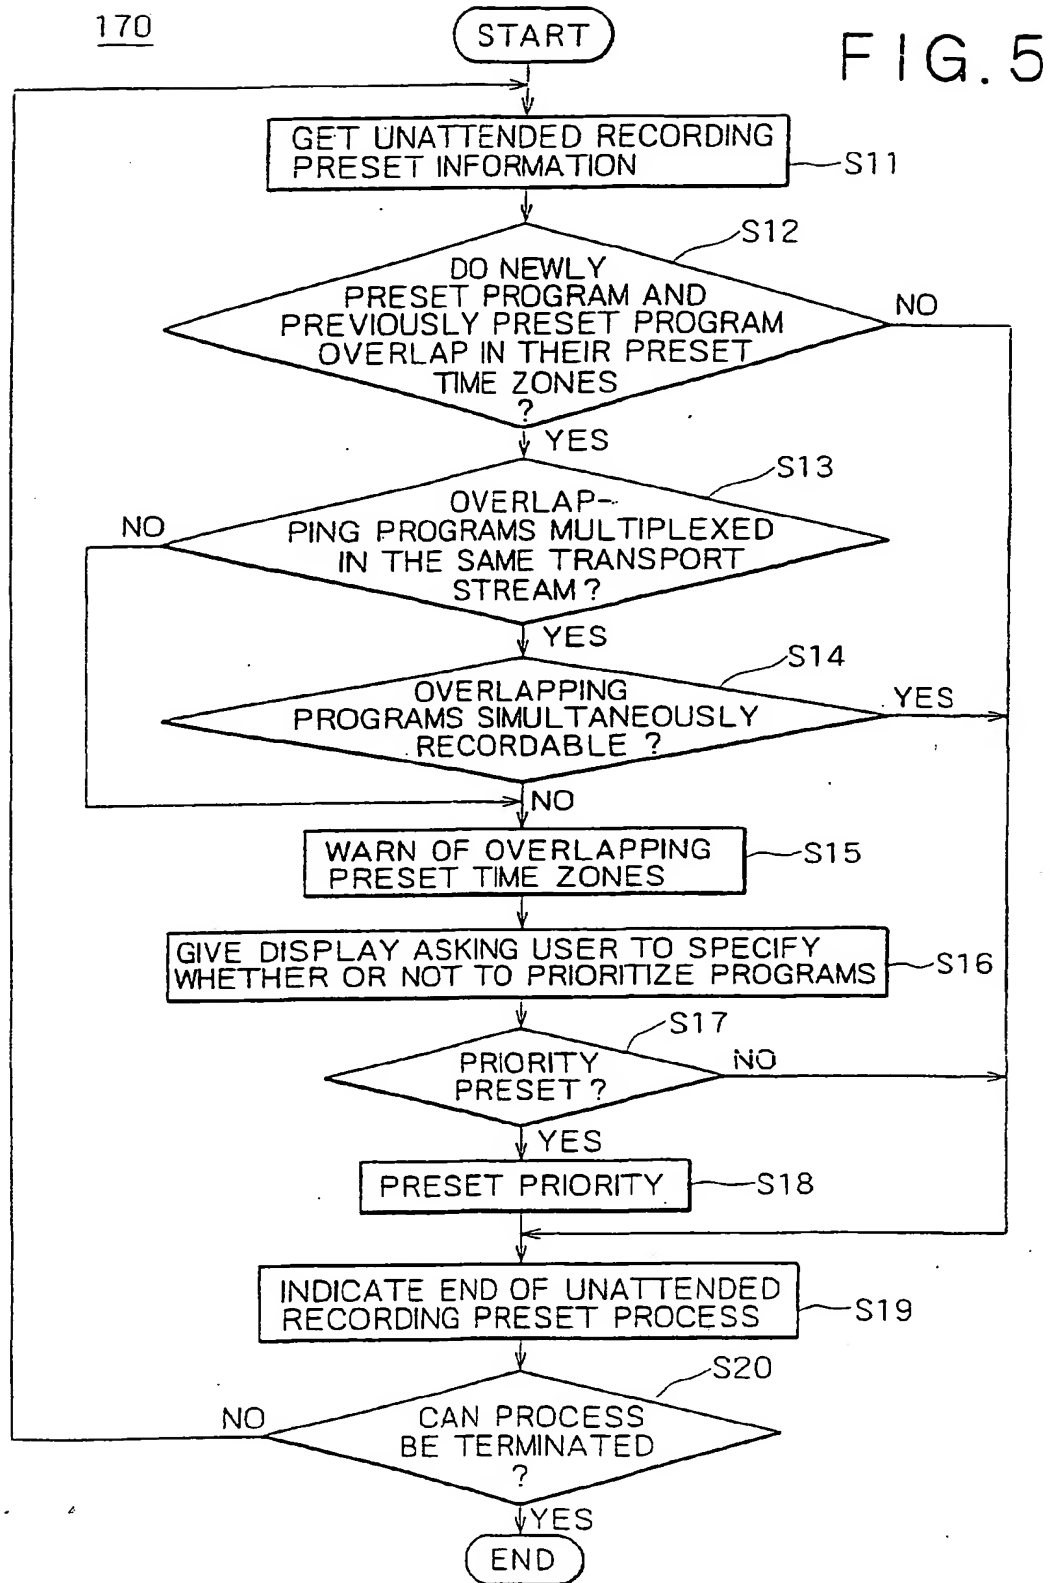 170
START
FIG. 5
GET UNATTENDED RECORDING
PRESET INFORMATION
S11
S12
DO NEWLY
PRESET PROGRAM AND
PREVIOUSLY PRESET PROGRAM
OVERLAP IN THEIR PRESET
TIME ZONES
?
NO
YES
S13
OVERLAP-
PING PROGRAMS MULTIPLEXED
IN THE SAME TRANSPORT
STREAM?
NO
YES
S14
OVERLAPPING
PROGRAMS SIMULTANEOUSLY
RECORDABLE ?
YES
NO
WARN OF OVERLAPPING
PRESET TIME ZONES
S15
GIVE DISPLAY ASKING USER TO SPECIFY
WHETHER OR NOT TO PRIORITIZE PROGRAMS
S16
S17
PRIORITY
PRESET ?
NO
YES
PRESET PRIORITY
S18
INDICATE END OF UNATTENDED
RECORDING PRESET PROCESS
S19
S20
CAN PROCESS
BE TERMINATED
?
NO
YES
END